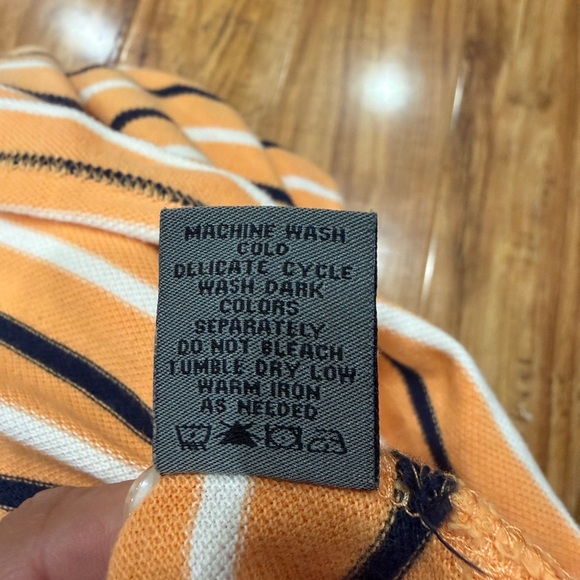 MACHINE WASH
COLD
DELICATE CYCLE
WASH DARK
COLORS
SEPARATELY
DO NOT BLEACH
TUMBLE DRY LOW
WARM IRON
AS NEEDED